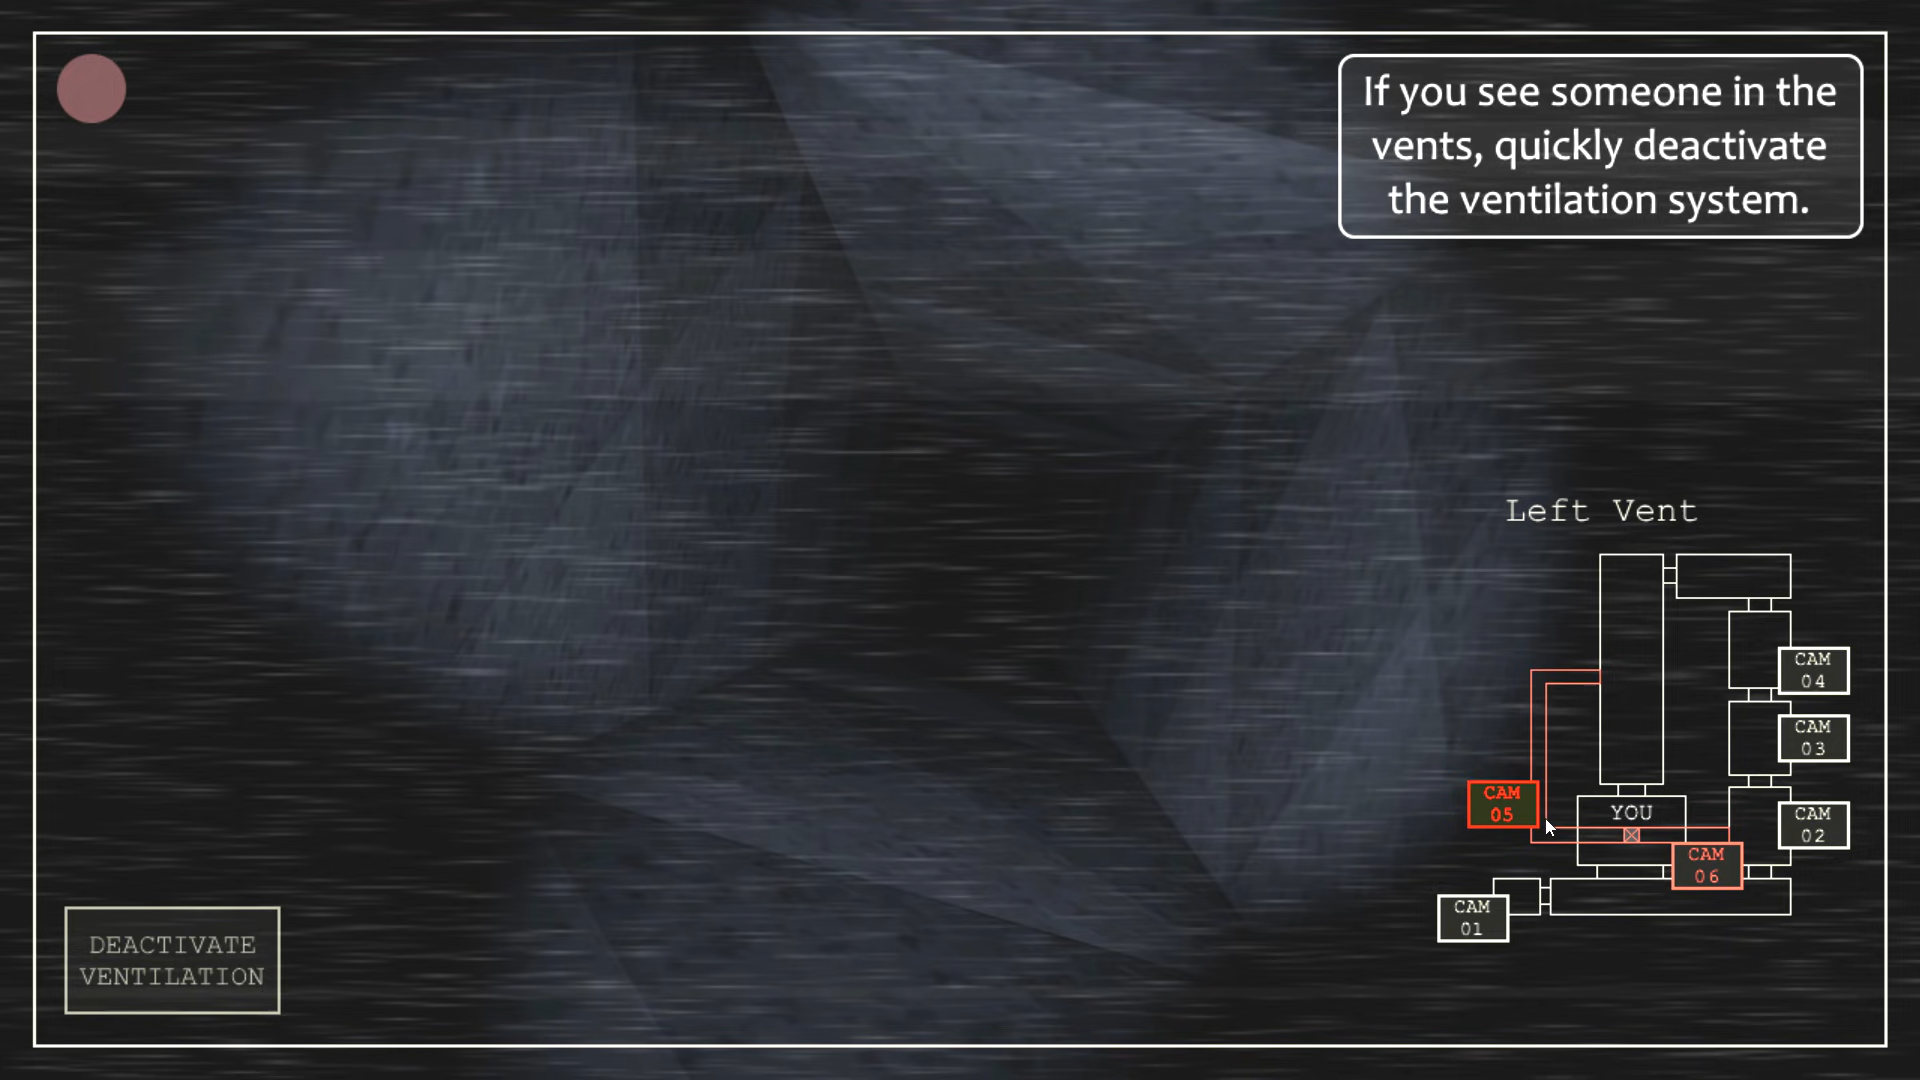 If you see someone in the
vents, quickly deactivate
the ventilation system.
Left Vent
CAM
04
CAM
03
CAM
05
YOU
CAM
02
CAM
06
CAM
01
DEACTIVATE
VENTILATION